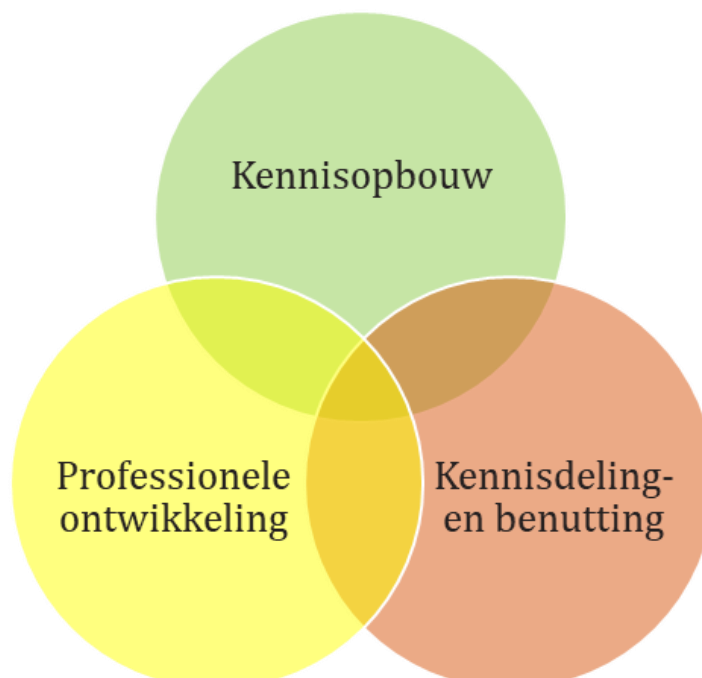 Kennisopbouw
Professionele
ontwikkeling
Kennisdeling-
en benutting